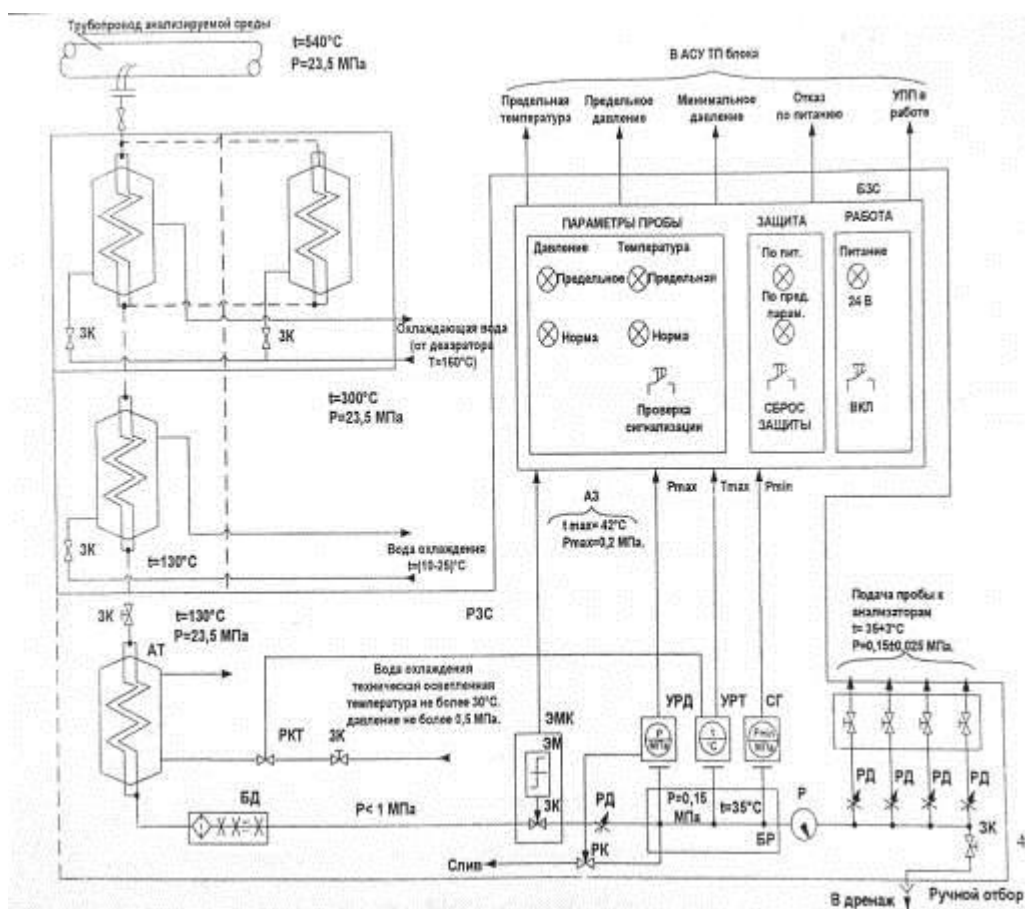 Трубопровод анализируемой среды
t=540°C
P=23,5 МПа
В АСУ ТП блока
Предельная
температура
Предельное
давление
Минимальное
давление
Отказ
по питанию
УПП в
работе
БЗС
ПАРАМЕТРЫ ПРОБЫ
ЗАЩИТА
РАБОТА
Давление
Температура
По пит.
Питание
Предельное
Предельная
По пред.
парам.
24 В
Норма
Норма
Проверка
сигнализации
СБРОС
ЗАЩИТЫ
ВКЛ
ЗК
ЗК
Охлаждающая вода
(от деаэратора
Т=160°C)
t=300°C
P=23,5 МПа
АЗ
t max= 42°C
Pmax=0,2 МПа.
Pmax
Tmax
Pmin
ЗК
Вода охлаждения
t=(10-25)°C
t=130°C
РЗС
ЗК
t=130°C
P=23,5 МПа
Подача пробы к
анализаторам
t= 35±3°C
P=0,15±0,025 МПа.
АТ
Вода охлаждения
техническая осветленная
температура не более 30°C.
давление не более 0,5 МПа.
РКТ
ЗК
ЭМК
ЭМ
УРД
УРТ
СГ
P
МПа
t
°C
Pmin
МПа
БД
P< 1 МПа
ЗК
РД
P=0,15
МПа
t=35°C
Р
РД
РД
РД
РД
ЗК
РК
БР
Слив
В дренаж
Ручной отбор
4